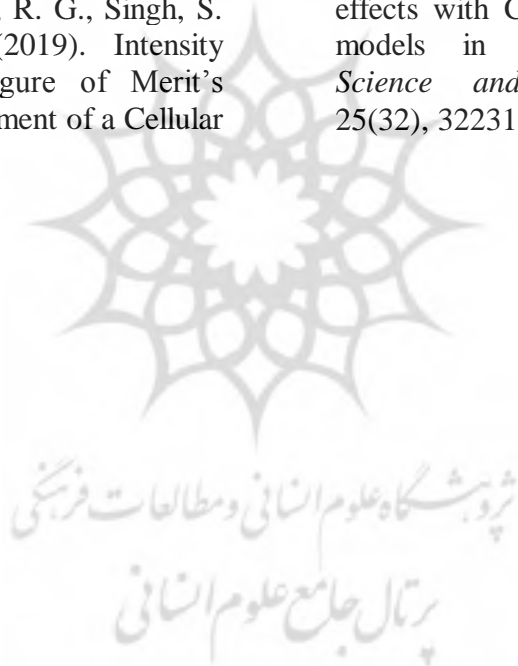 , R. G., Singh, S.
(2019). Intensity
gure of Merit's
ment of a Cellular
effects with C
models in
Science and
25(32), 32231
پژوهشگاه علوم انسانی و مطالعات فرهنگی
پرتال جامع علوم انسانی